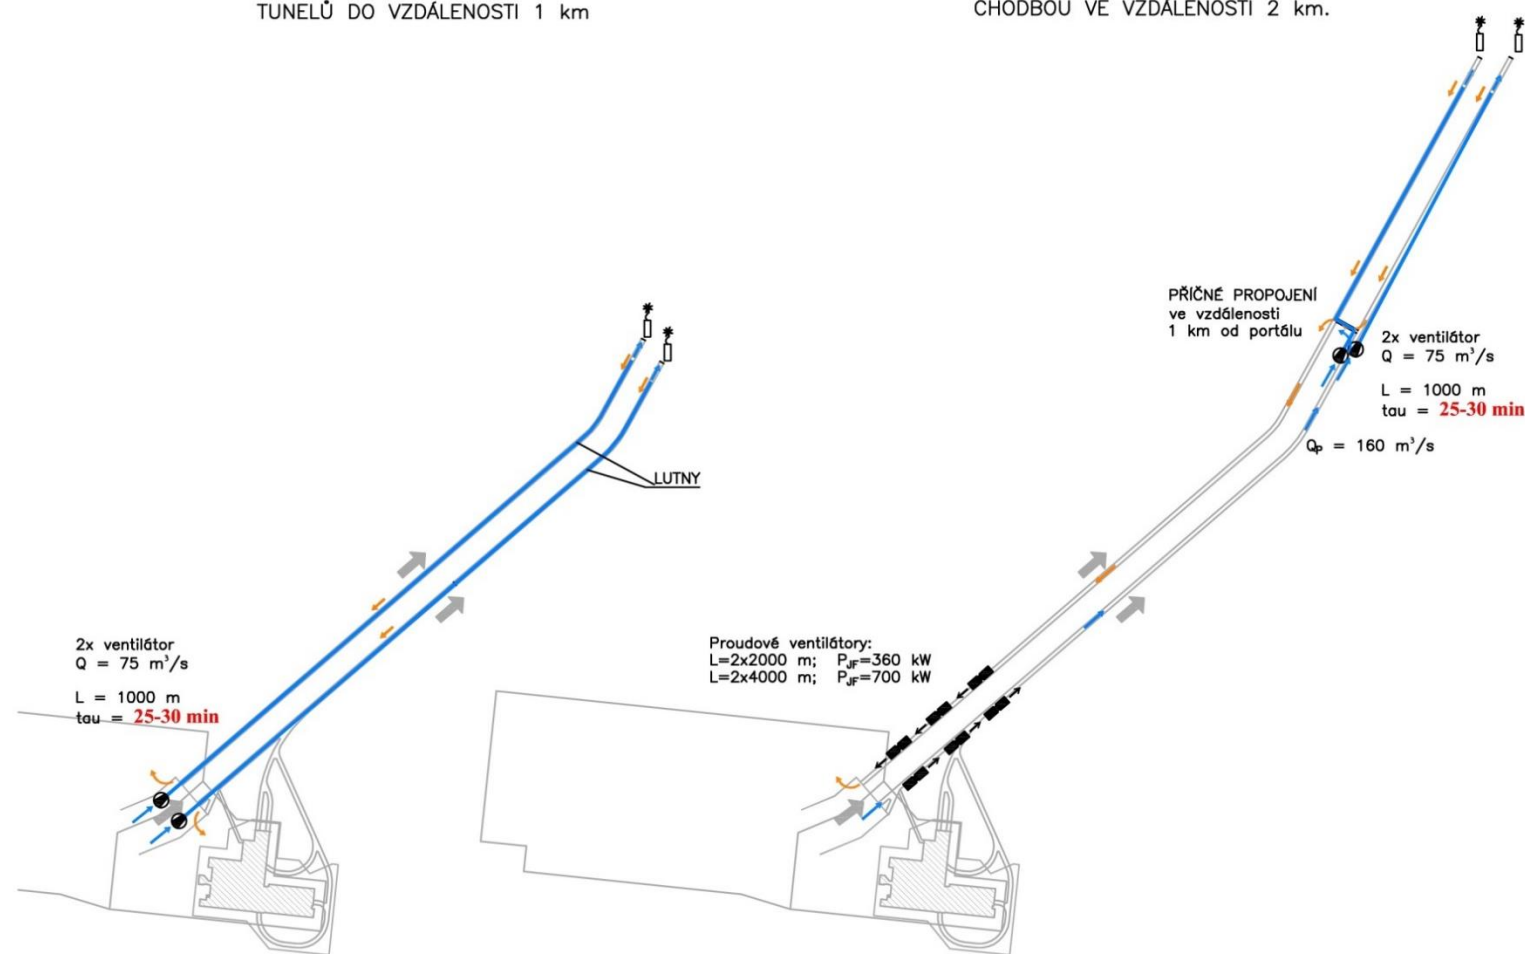 TUNELŮ DO VZDÁLENOSTI 1 km
CHODBOU VE VZDÁLENOSTI 2 km.
PŘÍČNÉ PROPOJENÍ
ve vzdálenosti
1 km od portálu
2x ventilátor
Q = 75 m³/s
L = 1000 m
tau = 25-30 min
Qₚ = 160 m³/s
LUTNY
2x ventilátor
Q = 75 m³/s
L = 1000 m
tau = 25-30 min
Proudové ventilátory:
L=2x2000 m; P_JF=360 kW
L=2x4000 m; P_JF=700 kW